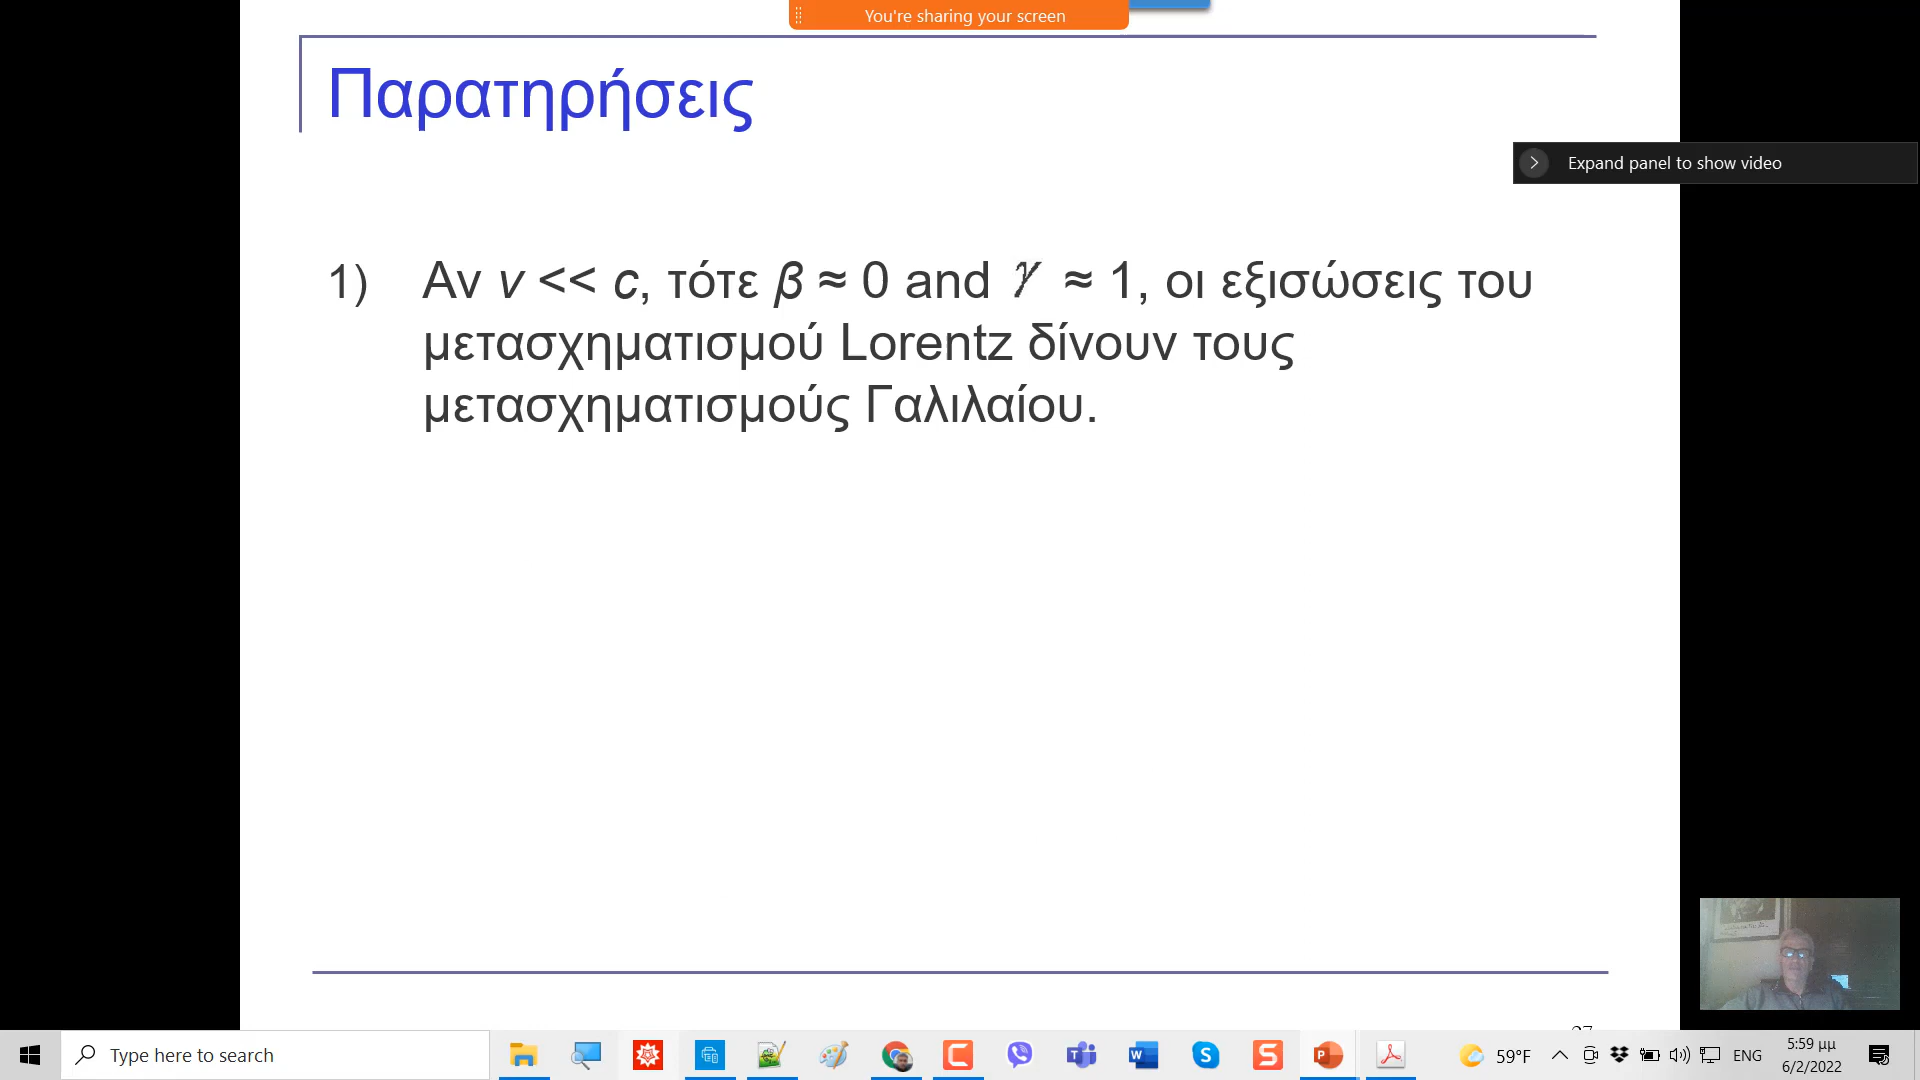 You're sharing your screen
Παρατηρήσεις
Expand panel to show video
1) Αν v << c, τότε β ≈ 0 and γ ≈ 1, οι εξισώσεις του
μετασχηματισμού Lorentz δίνουν τους
μετασχηματισμούς Γαλιλαίου.
Type here to search
59°F
ENG
5:59 μμ
6/2/2022